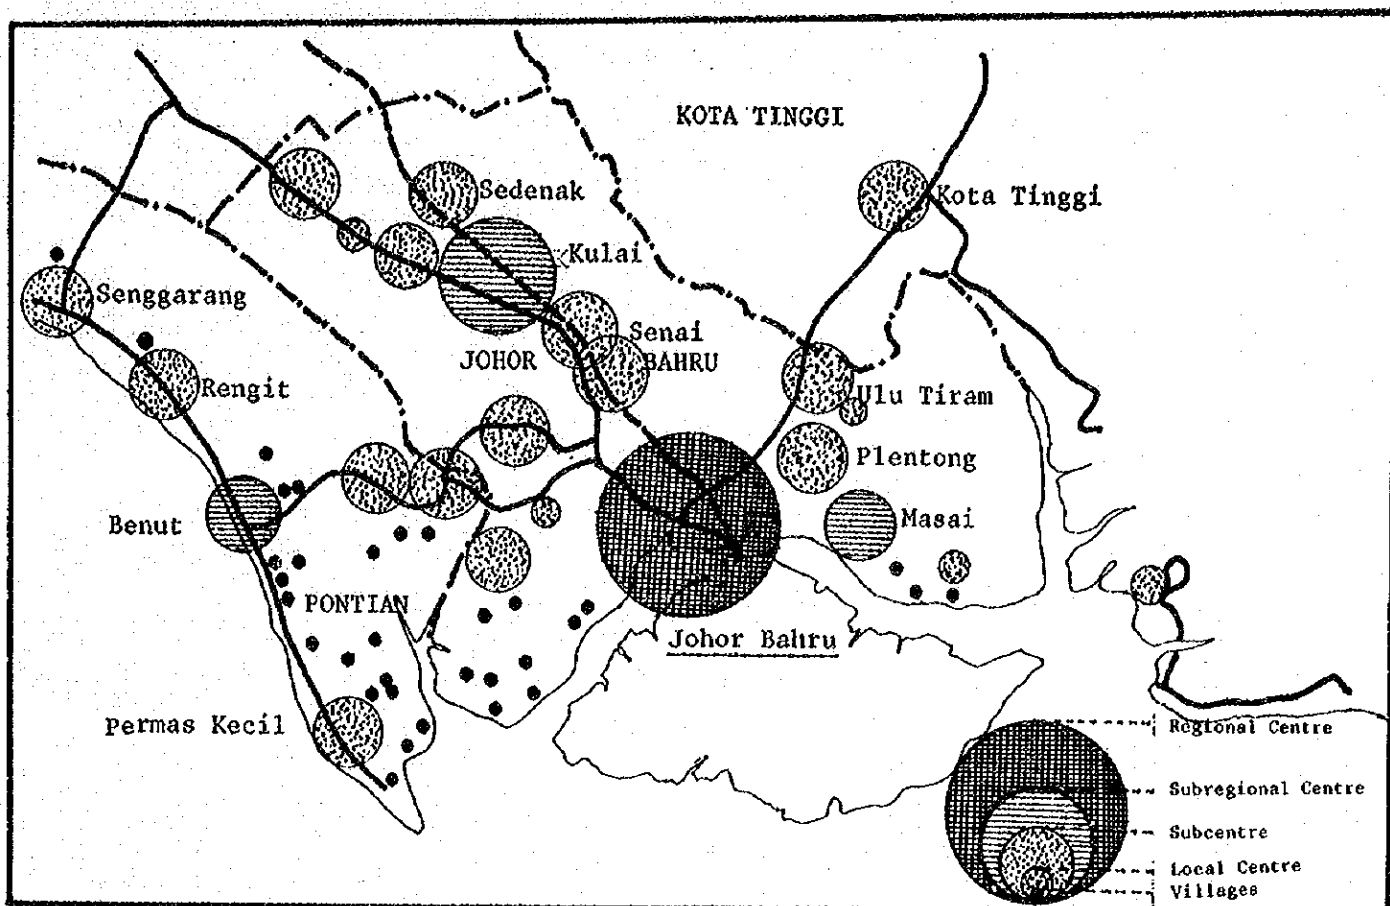 KOTA TINGGI
Sedenak
Kota Tinggi
Kulai
Senggarang
Senai
JOHOR BAHRU
Rengit
Ulu Tiram
Plentong
Benut
Masai
PONTIAN
Johor Bahru
Permas Kecil
Regional Centre
Subregional Centre
Subcentre
Local Centre
Villages